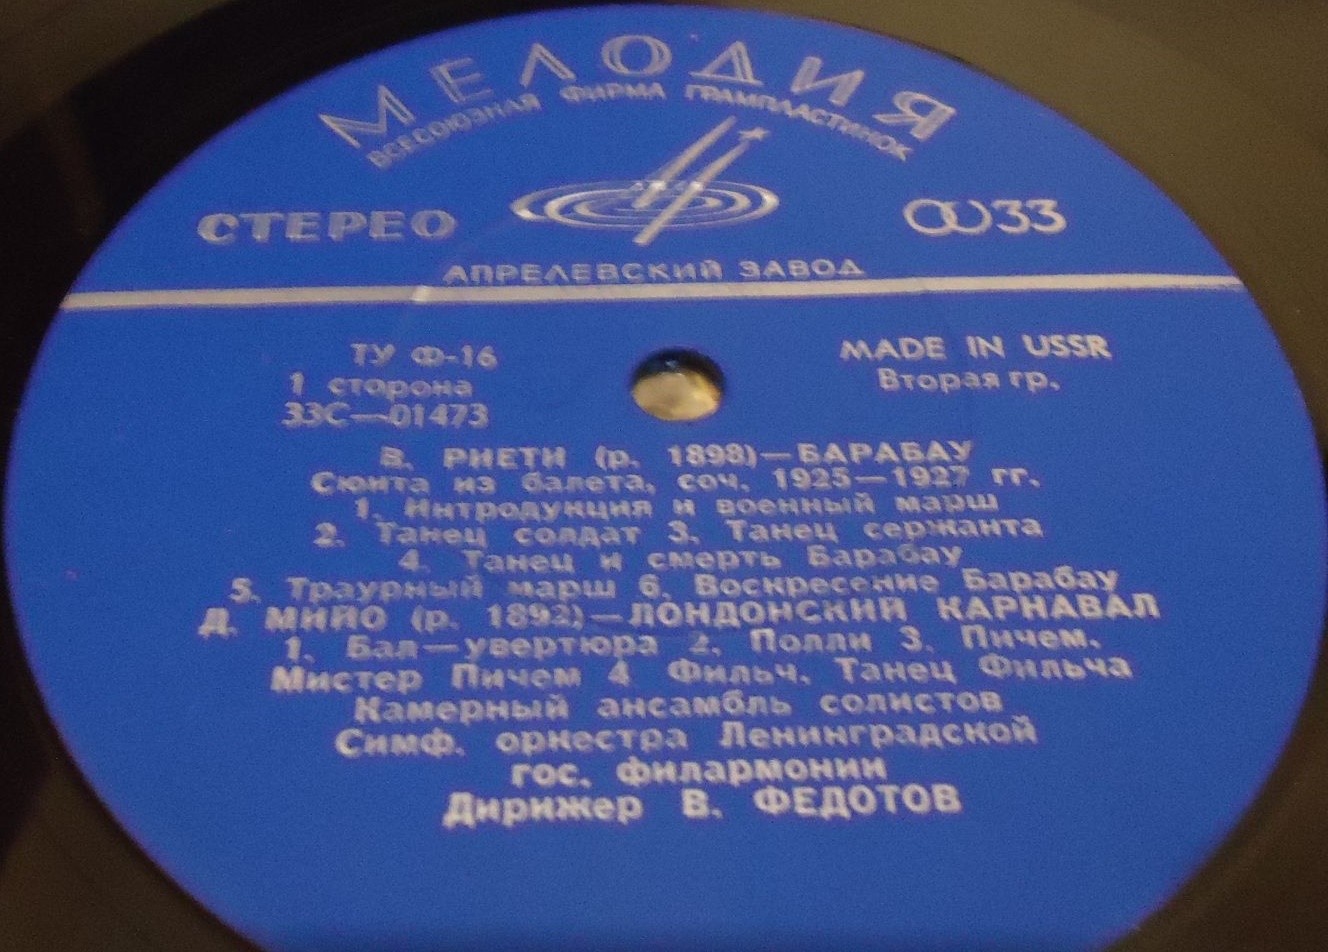 МЕЛОДИЯ
ВСЕСОЮЗНАЯ ФИРМА ГРАМПЛАСТИНОК
СТЕРЕО
33
АПРЕЛЕВСКИЙ ЗАВОД
ТУ Ф-16
1 сторона
33С—01473
MADE IN USSR
Вторая гр.
В. РИЕТИ (р. 1898)—БАРАБАУ
Сюита из балета, соч. 1925—1927 гг.
1. Интродукция и военный марш
2. Танец солдат 3. Танец сержанта
4. Танец и смерть Барабау
5. Траурный марш 6. Воскресение Барабау
Д. МИЙО (р. 1892)—ЛОНДОНСКИЙ КАРНАВАЛ
1. Бал—увертюра 2. Полли 3. Пичем.
Мистер Пичем 4 Фильч. Танец Фильча
Камерный ансамбль солистов
Симф. оркестра Ленинградской
гос. филармонии
Дирижер В. ФЕДОТОВ